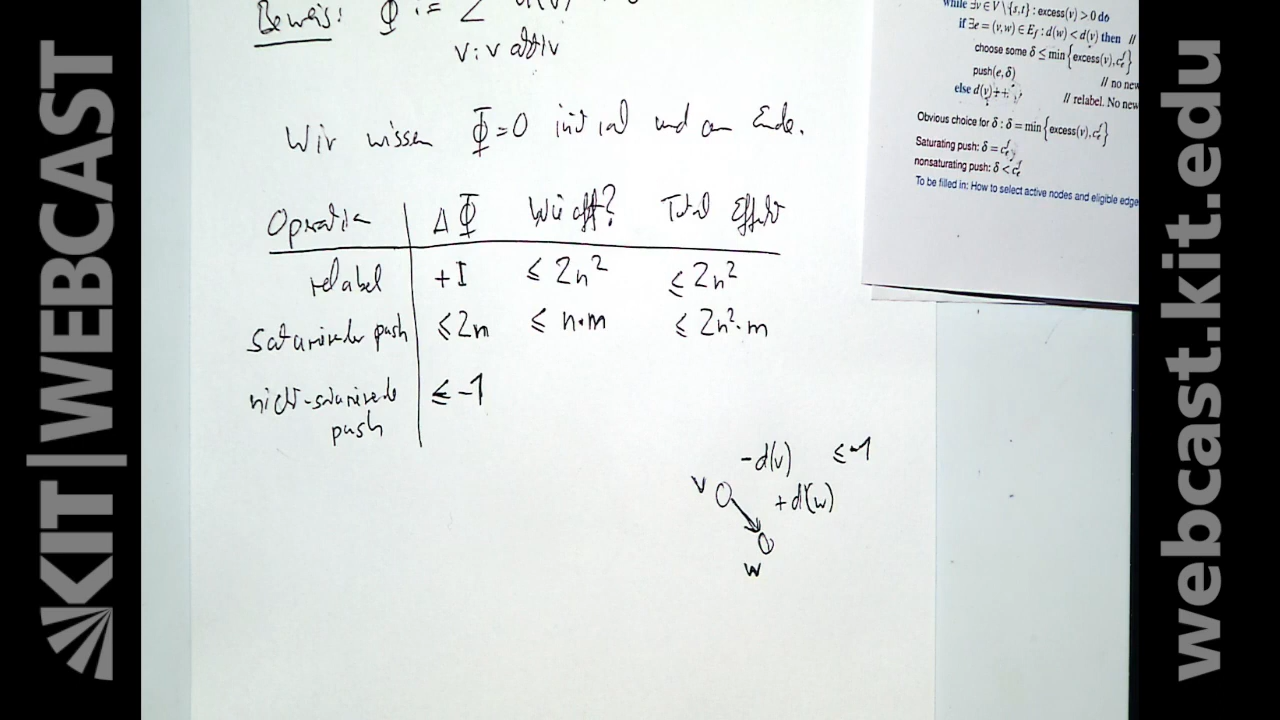 Beweis: Φ := Σ d(v)
v: v aktiv
Wir wissen Φ=0 initial und am Ende.
Operation ΔΦ Wie oft? Total Effekt
relabel +1 ≤ 2n² ≤ 2n²
saturierender push ≤ 2n ≤ n·m ≤ 2n²·m
nicht-saturierende ≤ -1
push
-d(v) ≤ -1
v +d(w)
w
while ∃v ∈ V \ {s,t} : excess(v) > 0 do
if ∃e = (v,w) ∈ E_f : d(w) < d(v) then //
choose some δ ≤ min{excess(v), c_e^f}
push(e, δ) // no new
else d(v)++ // relabel. No new
Obvious choice for δ : δ = min{excess(v), c_e^f}
Saturating push: δ = c_e^f
nonsaturating push: δ < c_e^f
To be filled in: How to select active nodes and eligible edge
KIT|WEBCAST
webcast.kit.edu